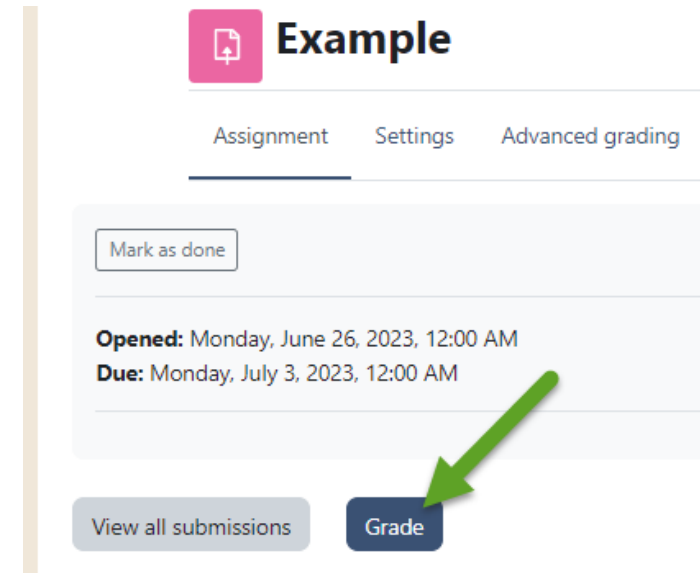 Example
Assignment Settings Advanced grading
Mark as done
Opened: Monday, June 26, 2023, 12:00 AM
Due: Monday, July 3, 2023, 12:00 AM
View all submissions Grade